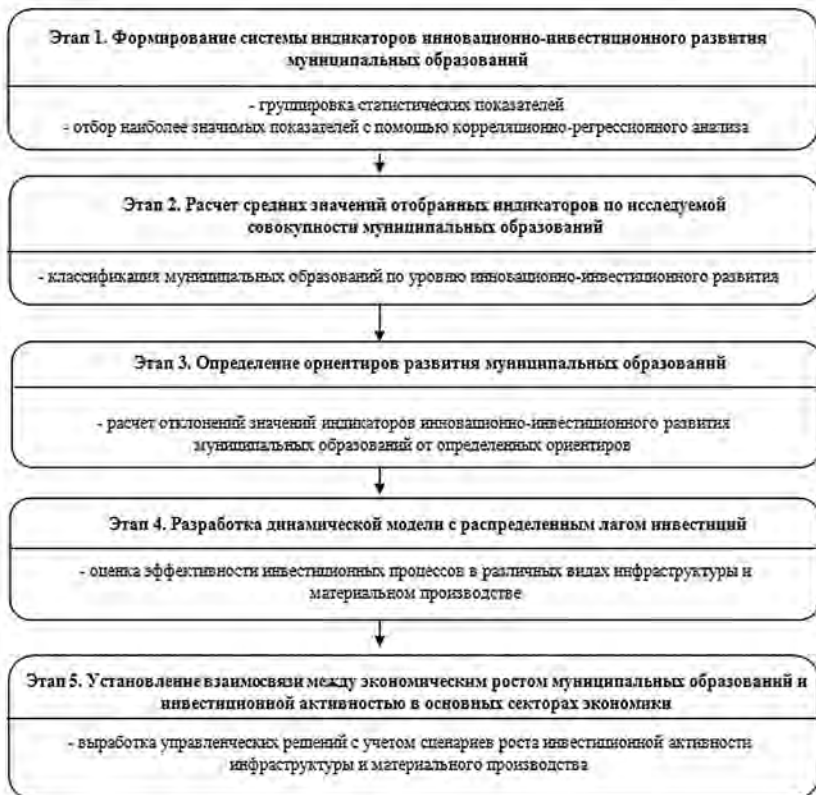 Этап 1. Формирование системы индикаторов инновационно-инвестиционного развития
муниципальных образований
- группировка статистических показателей
- отбор наиболее значимых показателей с помощью корреляционно-регрессионного анализа
Этап 2. Расчет средних значений отобранных индикаторов по исследуемой
совокупности муниципальных образований
- классификация муниципальных образований по уровню инновационно-инвестиционного развития
Этап 3. Определение ориентиров развития муниципальных образований
- расчет отклонений значений индикаторов инновационно-инвестиционного развития
муниципальных образований от определенных ориентиров
Этап 4. Разработка динамической модели с распределенным лагом инвестиций
- оценка эффективности инвестиционных процессов в различных видах инфраструктуры и
материальном производстве
Этап 5. Установление взаимосвязи между экономическим ростом муниципальных образований и
инвестиционной активностью в основных секторах экономики
- выработка управленческих решений с учетом сценариев роста инвестиционной активности
инфраструктуры и материального производства